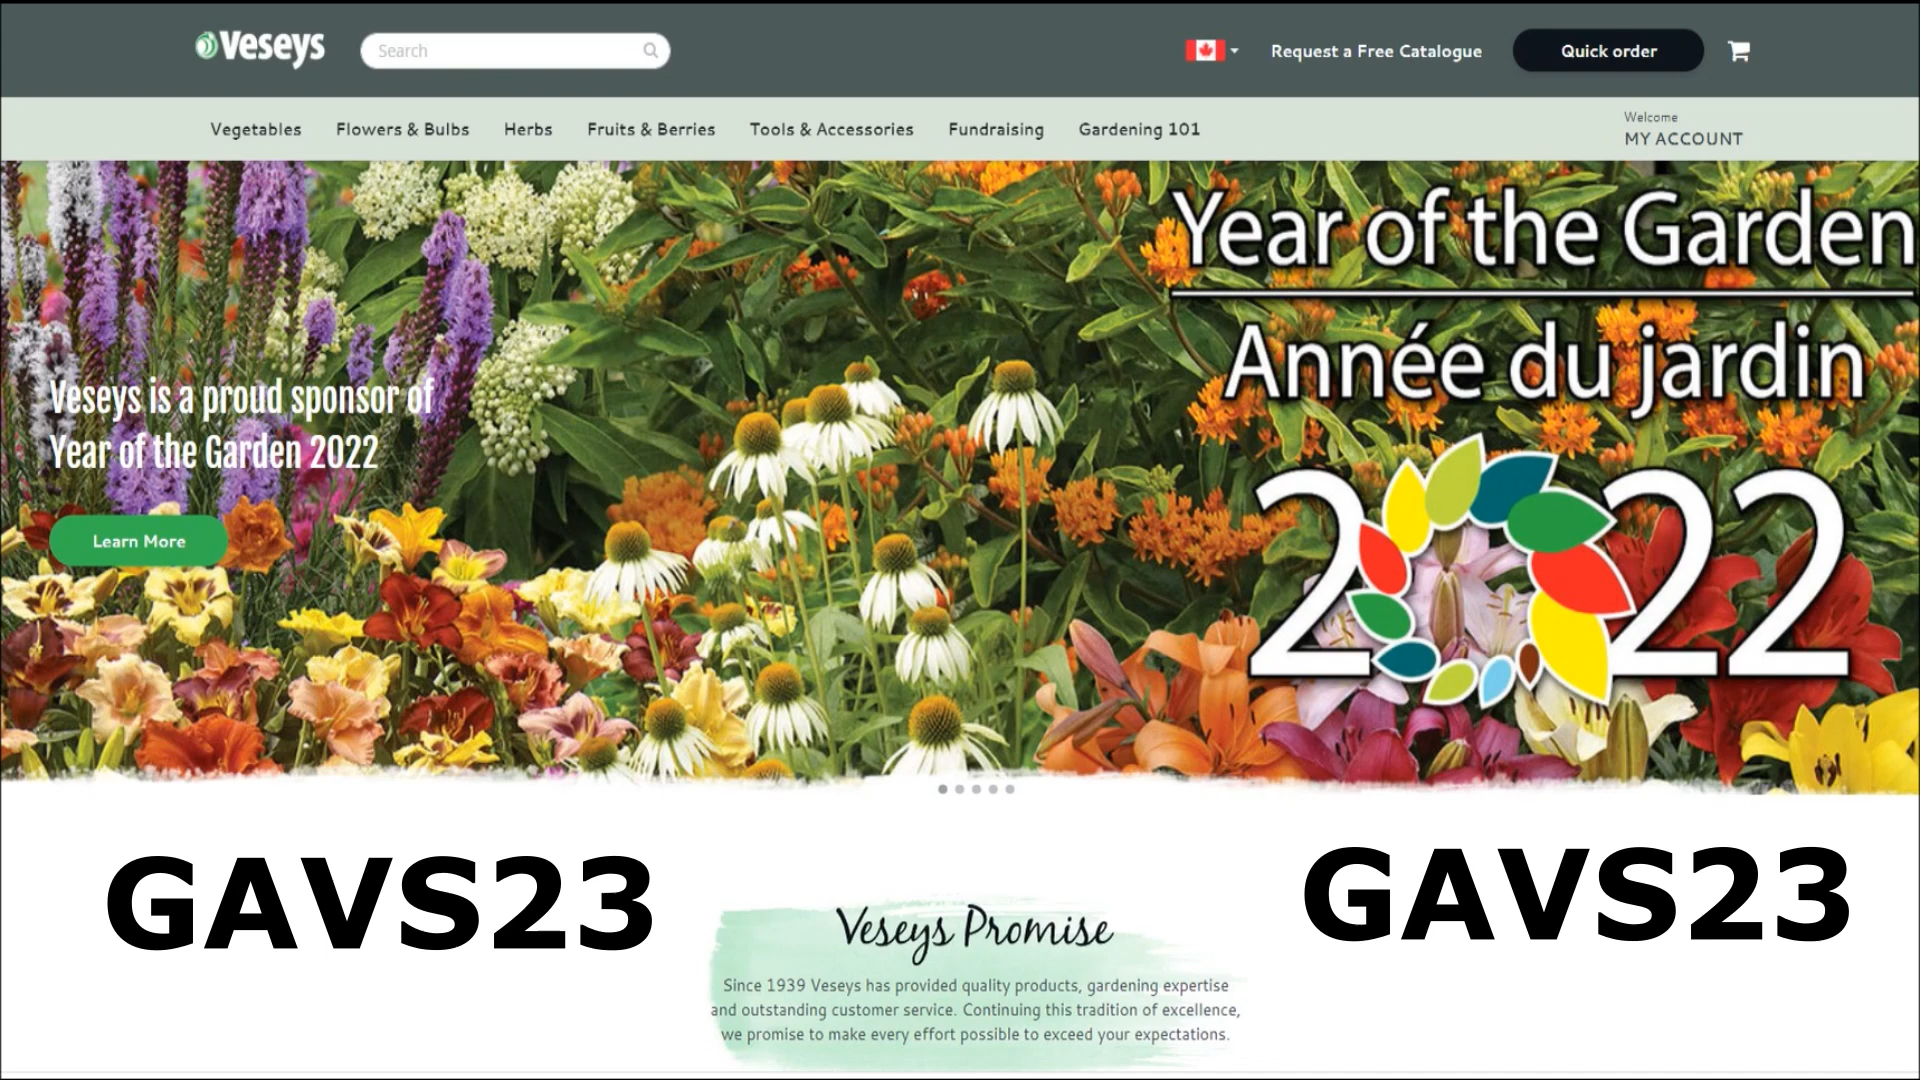 Veseys
Search
Request a Free Catalogue
Quick order
Vegetables
Flowers & Bulbs
Herbs
Fruits & Berries
Tools & Accessories
Fundraising
Gardening 101
Welcome
MY ACCOUNT
Year of the Garden
Année du jardin
2022
Veseys is a proud sponsor of
Year of the Garden 2022
Learn More
GAVS23
GAVS23
Veseys Promise
Since 1939 Veseys has provided quality products, gardening expertise
and outstanding customer service. Continuing this tradition of excellence,
we promise to make every effort possible to exceed your expectations.